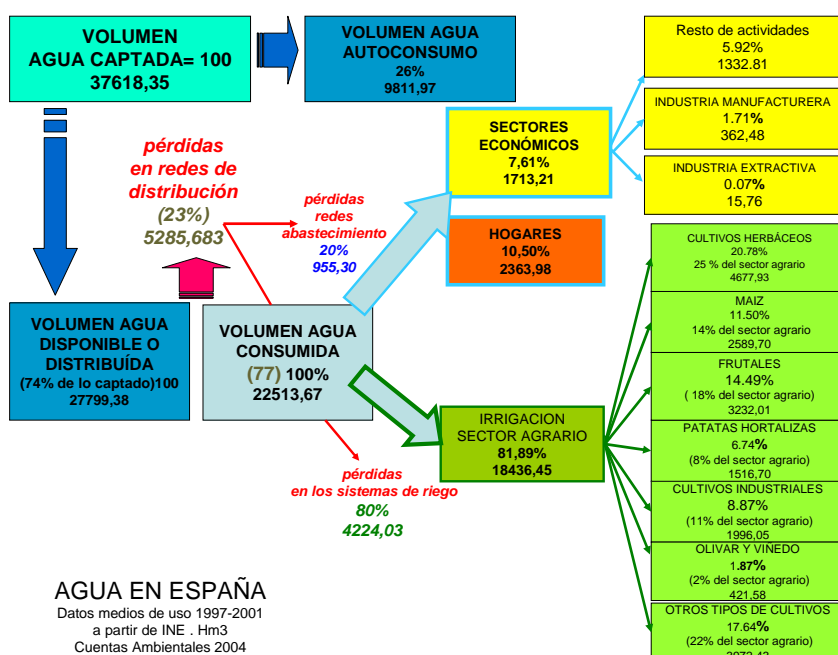 VOLUMEN
AGUA CAPTADA= 100
37618,35
VOLUMEN AGUA
AUTOCONSUMO
26%
9811,97
Resto de actividades
5.92%
1332.81
INDUSTRIA MANUFACTURERA
1.71%
362,48
INDUSTRIA EXTRACTIVA
0.07%
15,76
SECTORES
ECONÓMICOS
7,61%
1713,21
pérdidas
en redes de
distribución
(23%)
5285,683
pérdidas
redes
abastecimiento
20%
955,30
HOGARES
10,50%
2363,98
CULTIVOS HERBÁCEOS
20.78%
25 % del sector agrario
4677,93
MAIZ
11.50%
14% del sector agrario
2589,70
FRUTALES
14.49%
( 18% del sector agrario)
3232,01
PATATAS HORTALIZAS
6.74%
(8% del sector agrario)
1516,70
CULTIVOS INDUSTRIALES
8.87%
(11% del sector agrario)
1996,05
OLIVAR Y VIÑEDO
1.87%
(2% del sector agrario)
421,58
OTROS TIPOS DE CULTIVOS
17.64%
(22% del sector agrario)
VOLUMEN AGUA
DISPONIBLE O
DISTRIBUÍDA
(74% de lo captado)100
27799,38
VOLUMEN AGUA
CONSUMIDA
(77) 100%
22513,67
IRRIGACION
SECTOR AGRARIO
81,89%
18436,45
pérdidas
en los sistemas de riego
80%
4224,03
AGUA EN ESPAÑA
Datos medios de uso 1997-2001
a partir de INE . Hm3
Cuentas Ambientales 2004